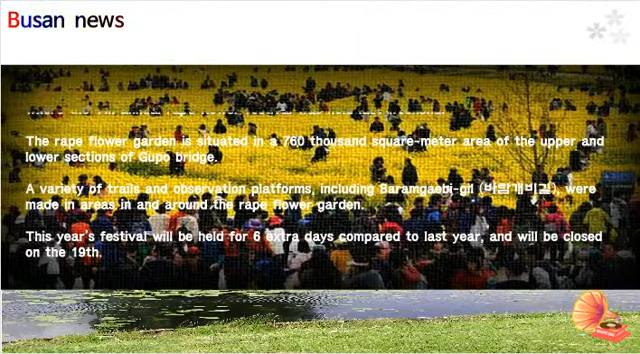 Busan news
The rape flower garden is situated in a 760 thousand square-meter area of the upper and
lower sections of Gupo bridge.
A variety of trails and observation platforms, including Baramgaebi-gil (바람개비길), were
made in areas in and around the rape flower garden.
This year's festival will be held for 6 extra days compared to last year, and will be closed
on the 19th.